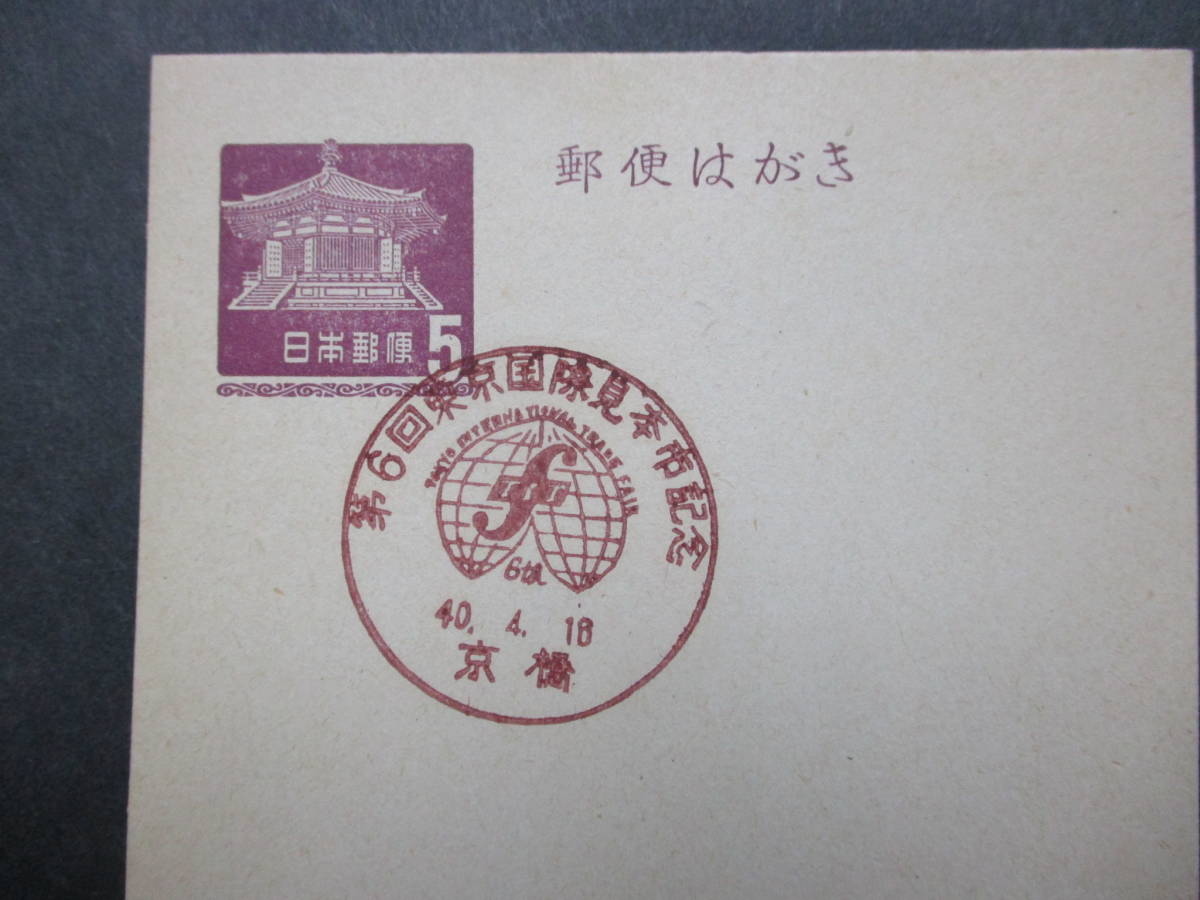 郵便はがき
日本郵便 5
第6回東京国際見本市記念
TOKYO INTERNATIONAL TRADE FAIR
40. 4. 16
京橋